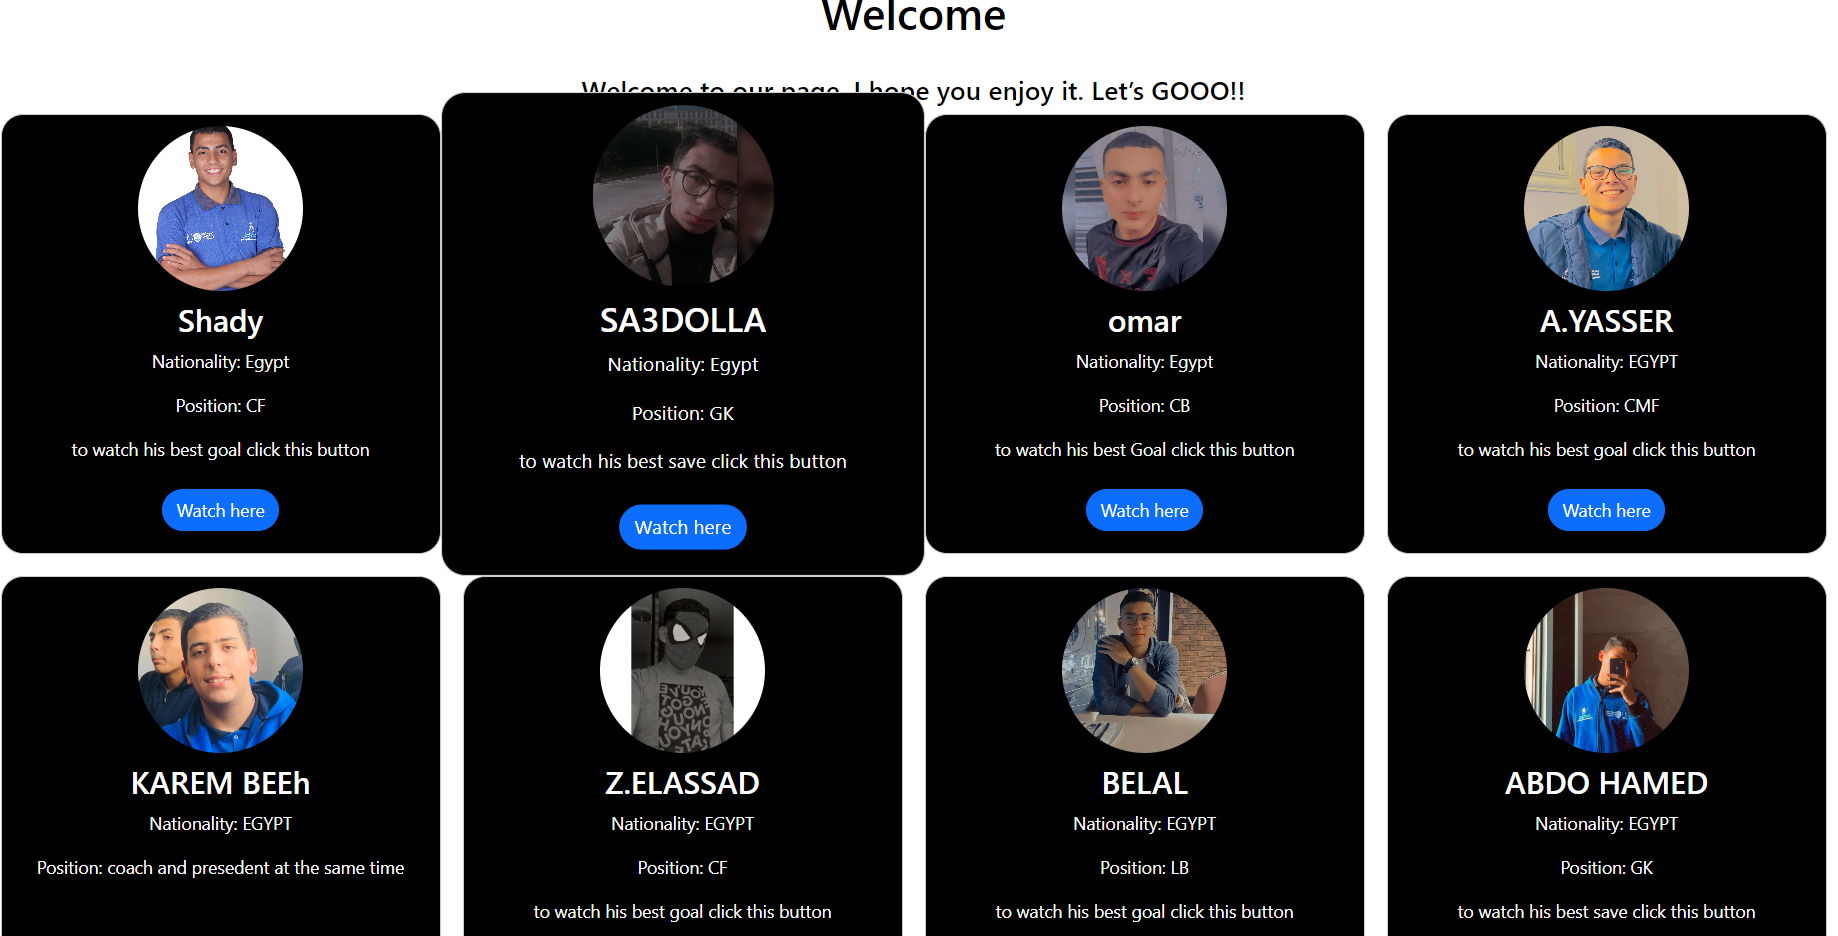 Welcome
Welcome to our page, I hope you enjoy it. Let’s GOOO!!
Shady
Nationality: Egypt
Position: CF
to watch his best goal click this button
Watch here
SA3DOLLA
Nationality: Egypt
Position: GK
to watch his best save click this button
Watch here
omar
Nationality: Egypt
Position: CB
to watch his best Goal click this button
Watch here
A.YASSER
Nationality: EGYPT
Position: CMF
to watch his best goal click this button
Watch here
KAREM BEEh
Nationality: EGYPT
Position: coach and presedent at the same time
Z.ELASSAD
Nationality: EGYPT
Position: CF
to watch his best goal click this button
BELAL
Nationality: EGYPT
Position: LB
to watch his best goal click this button
ABDO HAMED
Nationality: EGYPT
Position: GK
to watch his best save click this button